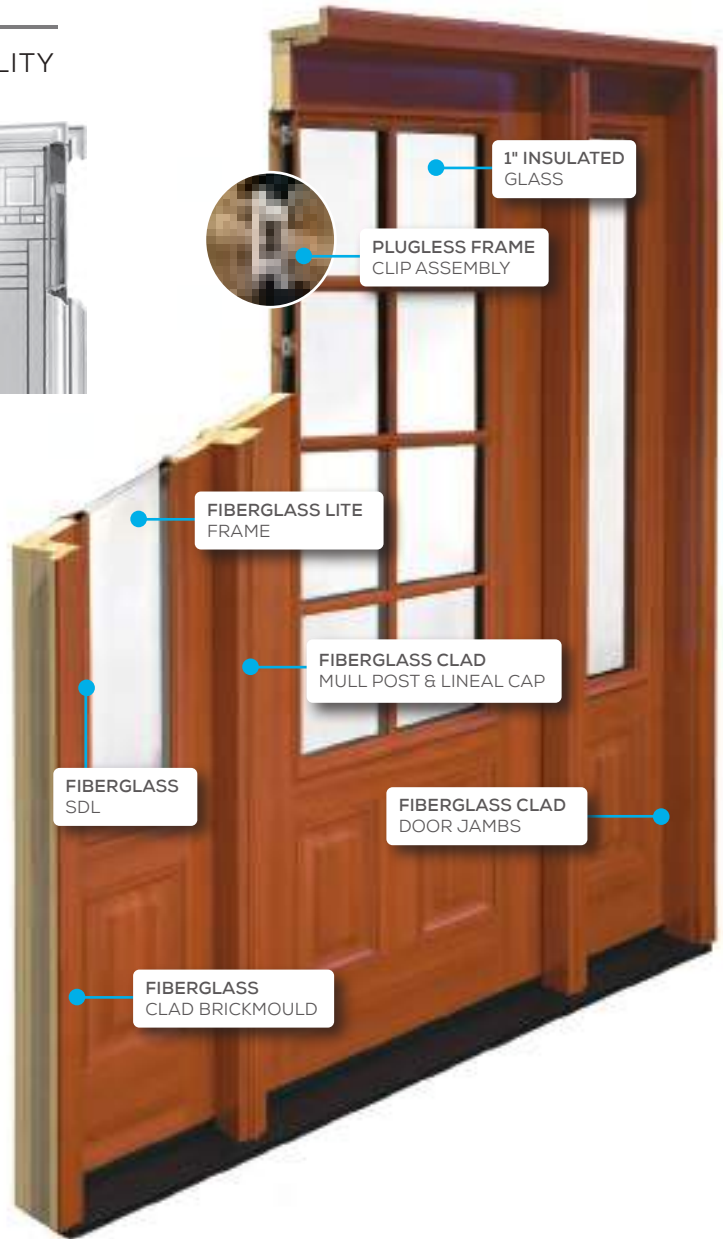 LITY
1" INSULATED
GLASS
PLUGLESS FRAME
CLIP ASSEMBLY
FIBERGLASS LITE
FRAME
FIBERGLASS CLAD
MULL POST & LINEAL CAP
FIBERGLASS
SDL
FIBERGLASS CLAD
DOOR JAMBS
FIBERGLASS
CLAD BRICKMOULD